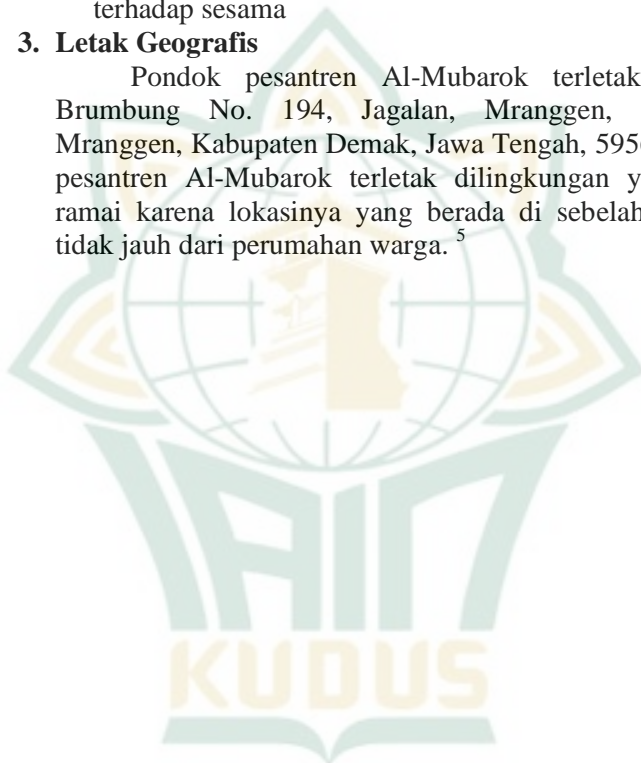 terhadap sesama
3. Letak Geografis
Pondok pesantren Al-Mubarok terletak
Brumbung No. 194, Jagalan, Mranggen,
Mranggen, Kabupaten Demak, Jawa Tengah, 595
pesantren Al-Mubarok terletak dilingkungan y
ramai karena lokasinya yang berada di sebelah
tidak jauh dari perumahan warga. 5
IAIN
KUDUS